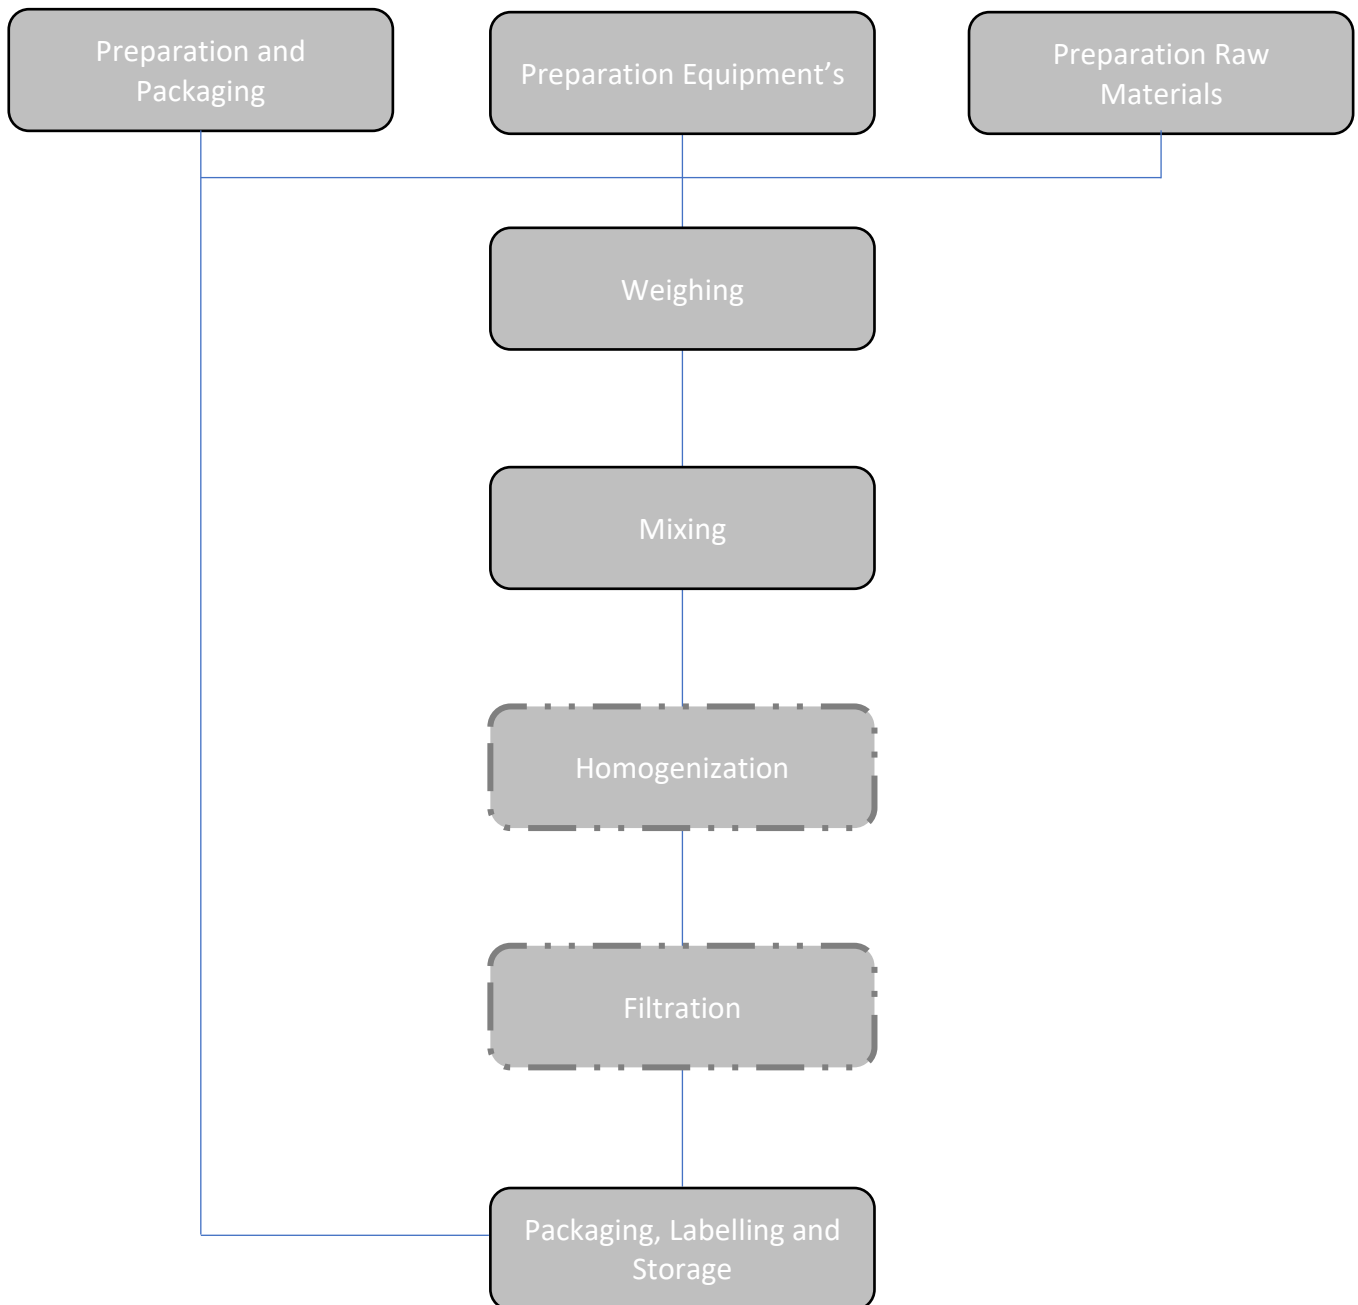 Preparation and
Packaging
Preparation Equipment’s
Preparation Raw
Materials
Weighing
Mixing
Homogenization
Filtration
Packaging, Labelling and
Storage